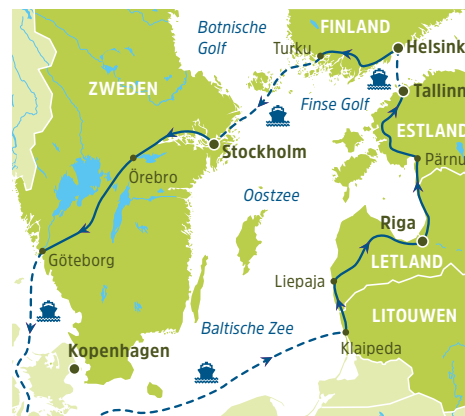 Botnische
Golf
FINLAND
Turku
Helsink
ZWEDEN
Finse Golf
Tallinn
ESTLAND
Stockholm
Örebro
Pärnu
Oostzee
Riga
Göteborg
LETLAND
Liepaja
LITOUWEN
Baltische Zee
Kopenhagen
Klaipeda